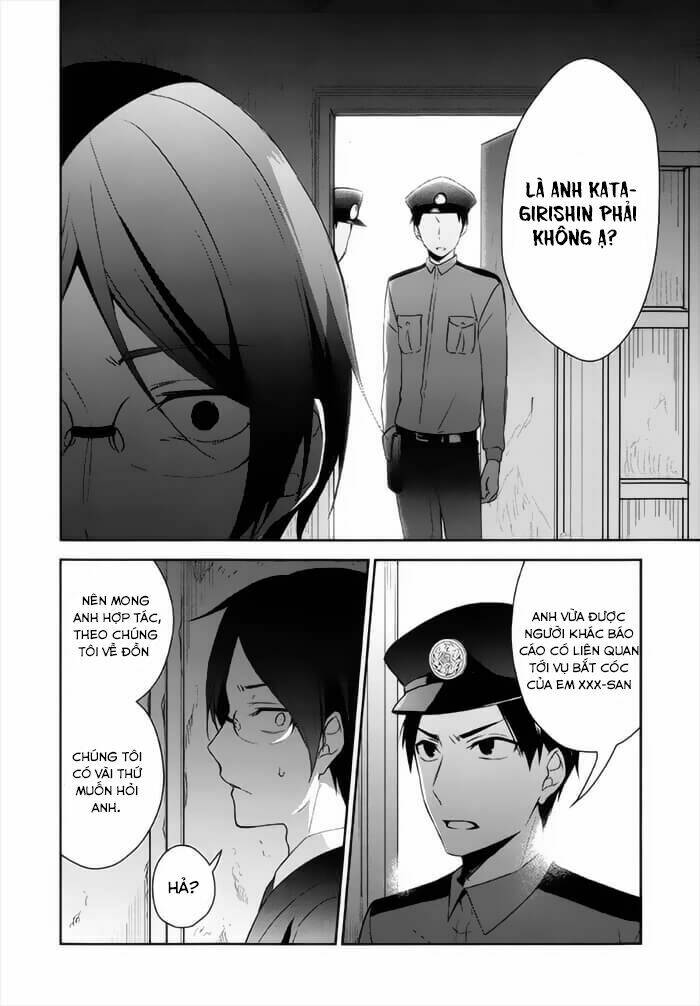 LÀ ANH KATA-
GIRISHIN PHẢI
KHÔNG Ạ?
ANH VỪA ĐƯỢC
NGƯỜI KHÁC BÁO
CÁO CÓ LIÊN QUAN
TỚI VỤ BẮT CÓC
CỦA EM XXX-SAN
NÊN MONG
ANH HỢP TÁC,
THEO CHÚNG
TÔI VỀ ĐỒN
CHÚNG TÔI
CÓ VÀI THỨ
MUỐN HỎI
ANH.
HẢ?